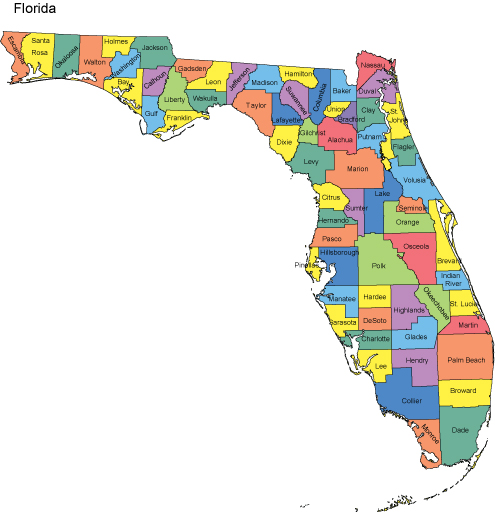 Florida
Escambia
Santa
Rosa
Okaloosa
Walton
Holmes
Washington
Bay
Jackson
Calhoun
Gulf
Liberty
Gadsden
Franklin
Leon
Wakulla
Jefferson
Madison
Taylor
Hamilton
Suwannee
Lafayette
Dixie
Columbia
Gilchrist
Baker
Union
Bradford
Alachua
Levy
Nassau
Duval
Clay
St.
Johns
Putnam
Flagler
Marion
Volusia
Citrus
Sumter
Lake
Seminole
Hernando
Orange
Pasco
Osceola
Brevard
Hillsborough
Pinellas
Polk
Indian
River
Manatee
Hardee
Okeechobee
St. Lucie
Highlands
Sarasota
DeSoto
Martin
Charlotte
Glades
Lee
Hendry
Palm Beach
Collier
Broward
Monroe
Dade